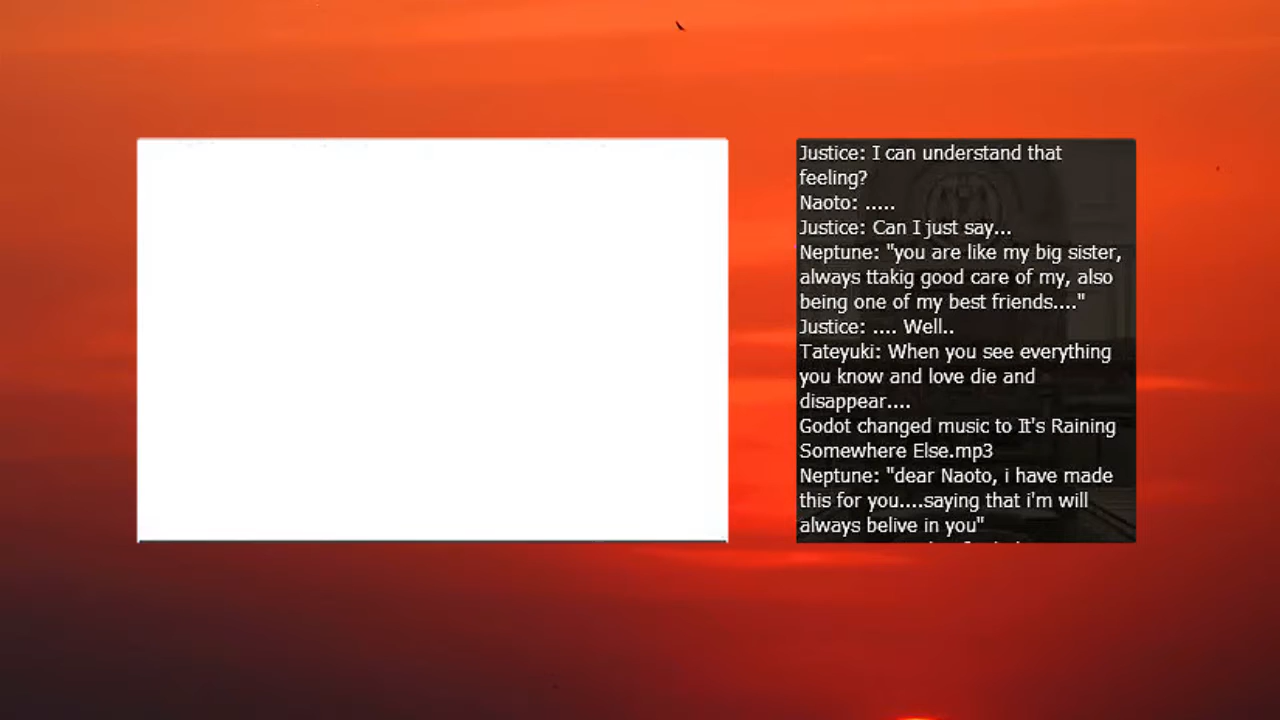 Justice: I can understand that
feeling?
Naoto: .....
Justice: Can I just say...
Neptune: "you are like my big sister,
always ttakig good care of my, also
being one of my best friends...."
Justice: .... Well..
Tateyuki: When you see everything
you know and love die and
disappear....
Godot changed music to It's Raining
Somewhere Else.mp3
Neptune: "dear Naoto, i have made
this for you....saying that i'm will
always belive in you"